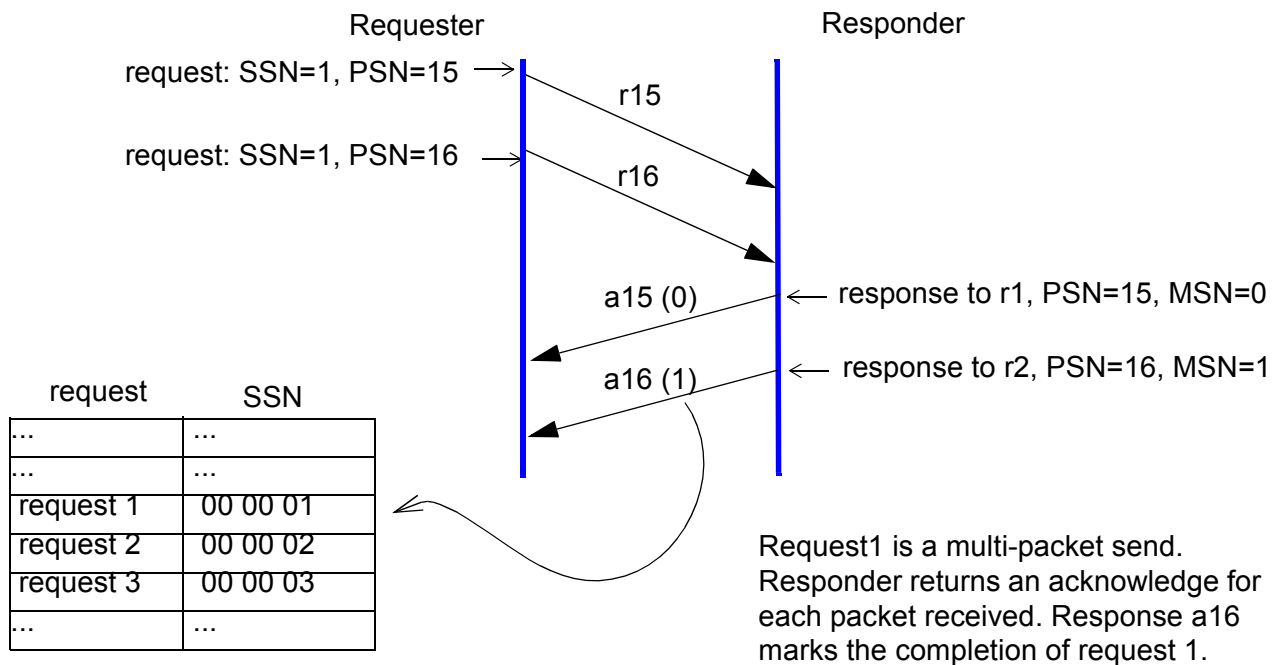 Requester
Responder
request: SSN=1, PSN=15
r15
request: SSN=1, PSN=16
r16
a15 (0)
response to r1, PSN=15, MSN=0
a16 (1)
response to r2, PSN=16, MSN=1
request SSN
... ...
... ...
request 1 00 00 01
request 2 00 00 02
request 3 00 00 03
... ...
Request1 is a multi-packet send.
Responder returns an acknowledge for
each packet received. Response a16
marks the completion of request 1.